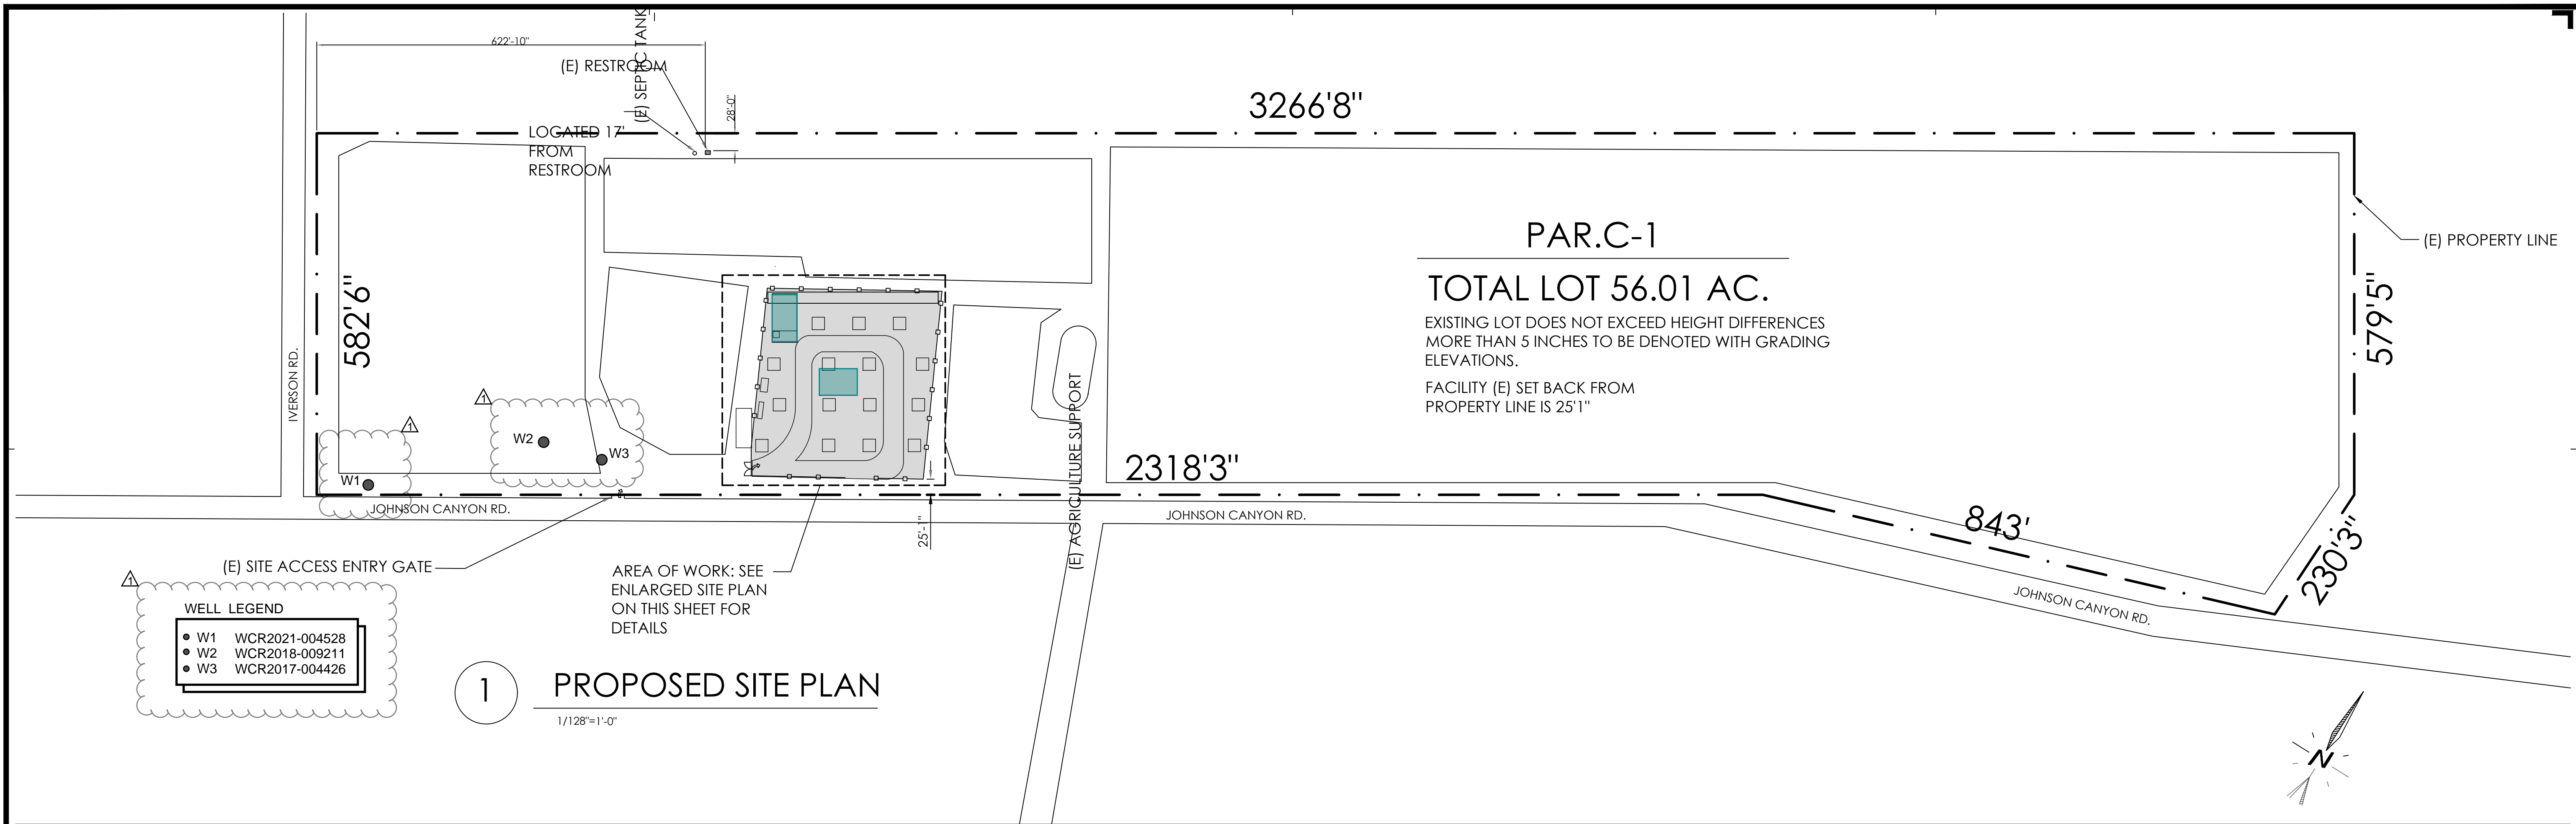 622'-10"
(E) SEPTIC TANK
(E) RESTROOM
28'-0"
3266'8"
LOCATED 17'
FROM
RESTROOM
PAR.C-1
(E) PROPERTY LINE
TOTAL LOT 56.01 AC.
EXISTING LOT DOES NOT EXCEED HEIGHT DIFFERENCES
MORE THAN 5 INCHES TO BE DENOTED WITH GRADING
ELEVATIONS.
FACILITY (E) SET BACK FROM
PROPERTY LINE IS 25'1"
582'6"
579'5"
IVERSON RD.
1
1
W2
W3
W1
(E) AGRICULTURE SUPPORT
2318'3"
JOHNSON CANYON RD.
JOHNSON CANYON RD.
843'
230'3"
25'-1"
JOHNSON CANYON RD.
(E) SITE ACCESS ENTRY GATE
AREA OF WORK: SEE
ENLARGED SITE PLAN
ON THIS SHEET FOR
DETAILS
1
WELL LEGEND
W1 WCR2021-004528
W2 WCR2018-009211
W3 WCR2017-004426
1
PROPOSED SITE PLAN
1/128"=1'-0"
N